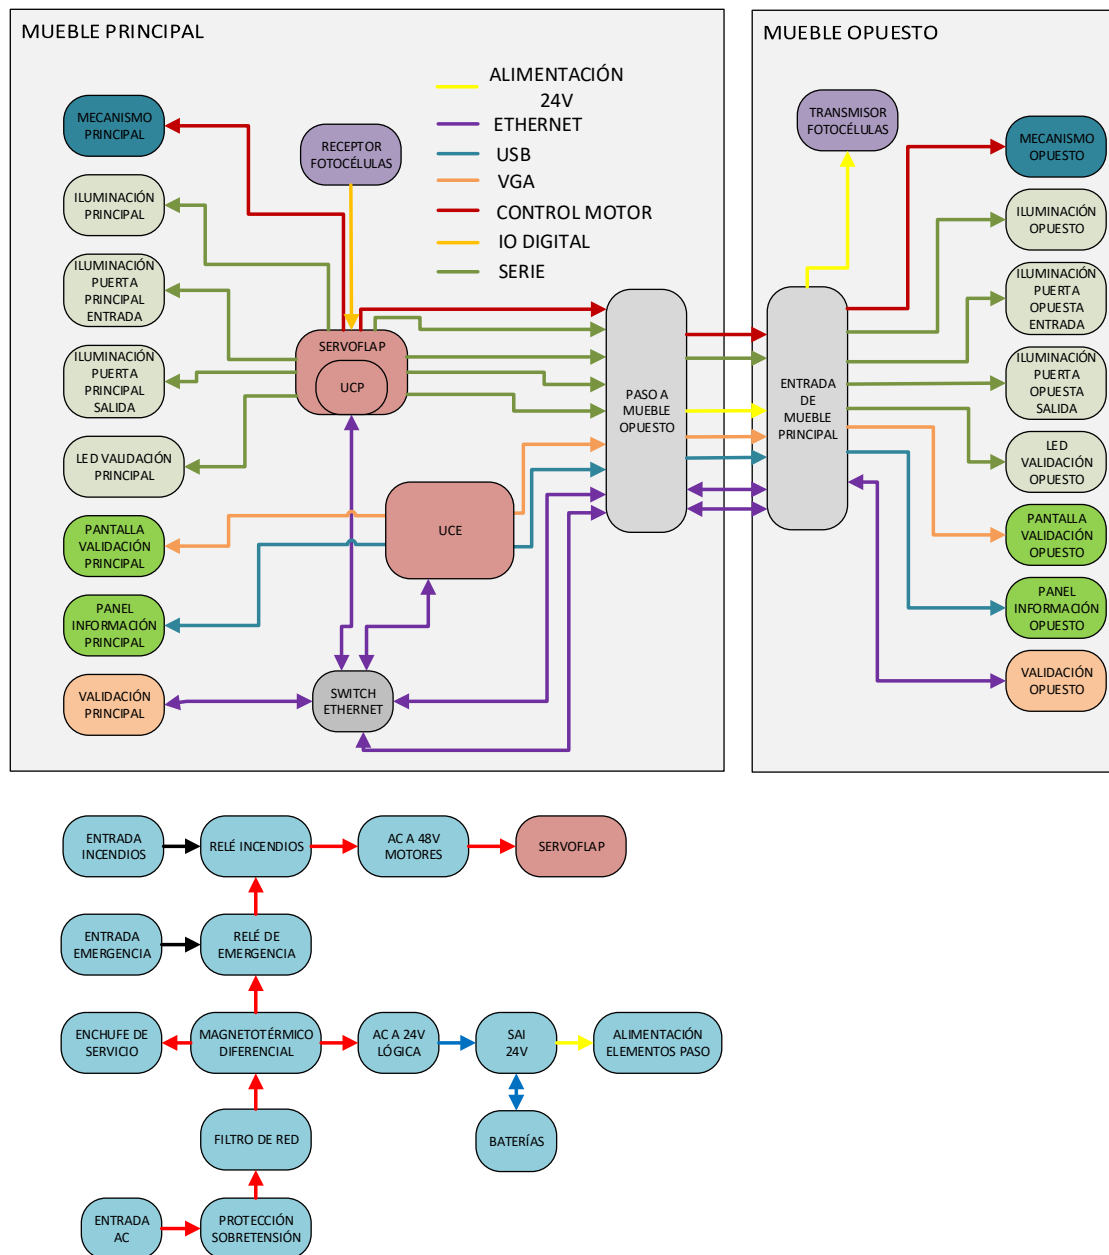 MUEBLE PRINCIPAL
MECANISMO
PRINCIPAL
ILUMINACIÓN
PRINCIPAL
ILUMINACIÓN
PUERTA
PRINCIPAL
ENTRADA
ILUMINACIÓN
PUERTA
PRINCIPAL
SALIDA
LED VALIDACIÓN
PRINCIPAL
PANTALLA
VALIDACIÓN
PRINCIPAL
PANEL
INFORMACIÓN
PRINCIPAL
VALIDACIÓN
PRINCIPAL
RECEPTOR
FOTOCÉLULAS
SERVOFLAP
UCP
UCE
SWITCH
ETHERNET
ALIMENTACIÓN
24V
ETHERNET
USB
VGA
CONTROL MOTOR
IO DIGITAL
SERIE
PASO A
MUEBLE
OPUESTO
MUEBLE OPUESTO
TRANSMISOR
FOTOCÉLULAS
ENTRADA
DE
MUEBLE
PRINCIPAL
MECANISMO
OPUESTO
ILUMINACIÓN
OPUESTO
ILUMINACIÓN
PUERTA
OPUESTA
ENTRADA
ILUMINACIÓN
PUERTA
OPUESTA
SALIDA
LED
VALIDACIÓN
OPUESTO
PANTALLA
VALIDACIÓN
OPUESTO
PANEL
INFORMACIÓN
OPUESTO
VALIDACIÓN
OPUESTO
ENTRADA
INCENDIOS
RELÉ INCENDIOS
AC A 48V
MOTORES
SERVOFLAP
ENTRADA
EMERGENCIA
RELÉ DE
EMERGENCIA
ENCHUFE DE
SERVICIO
MAGNETOTÉRMICO
DIFERENCIAL
AC A 24V
LÓGICA
SAI
24V
ALIMENTACIÓN
ELEMENTOS PASO
FILTRO DE RED
BATERÍAS
ENTRADA
AC
PROTECCIÓN
SOBRETENSIÓN